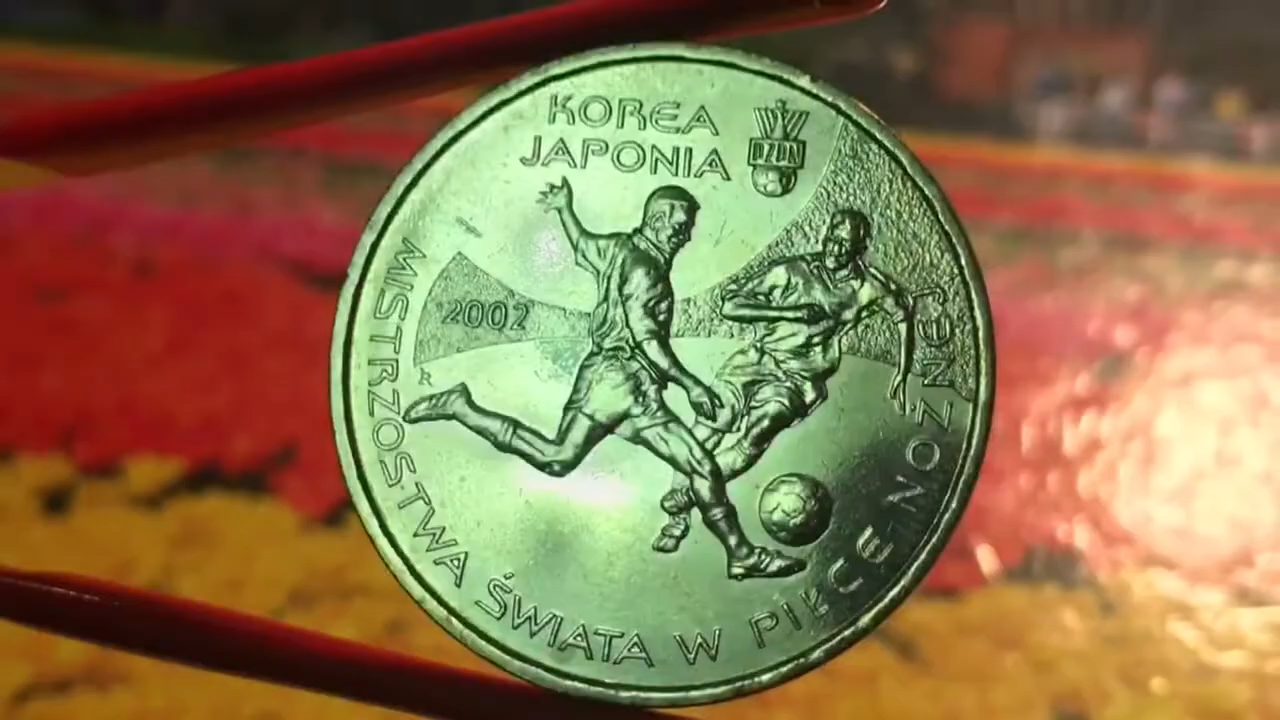 KOREA
JAPONIA
PZPN
2002
MISTRZOSTWA ŚWIATA W PIŁCE NOŻNEJ